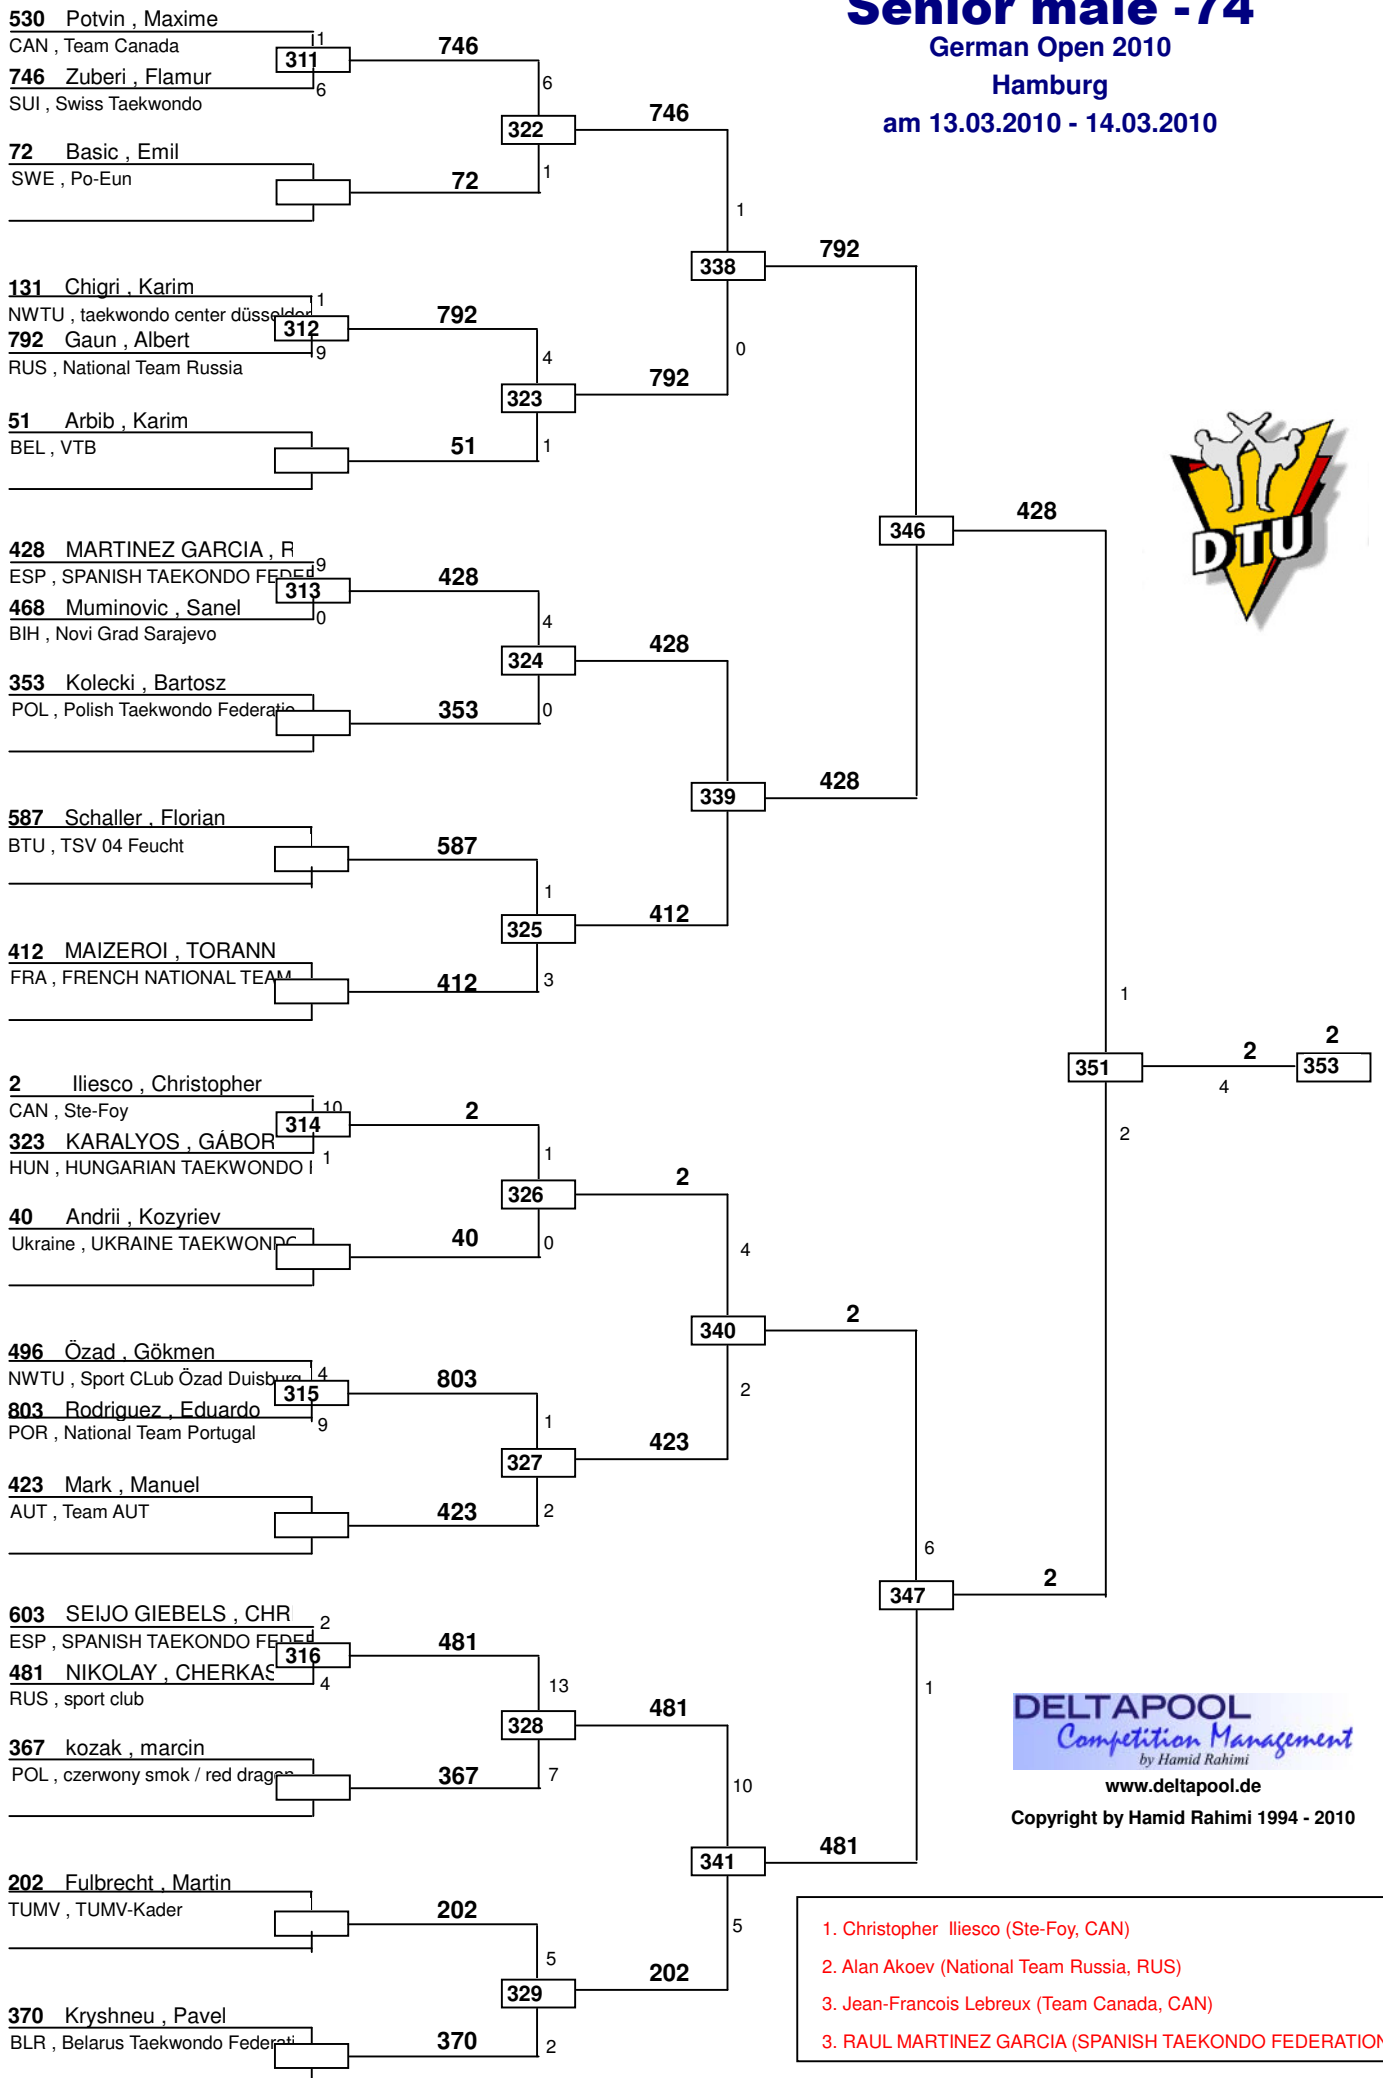 Senior male -74
German Open 2010
Hamburg
am 13.03.2010 - 14.03.2010
530 Potvin , Maxime
CAN , Team Canada
1
311
746
746 Zuberi , Flamur
6
SUI , Swiss Taekwondo
6
322
746
72 Basic , Emil
SWE , Po-Eun
72
1
1
338
792
131 Chigri , Karim
1
NWTU , taekwondo center düsseldor
312
792
792 Gaun , Albert
9
RUS , National Team Russia
0
4
323
792
51 Arbib , Karim
BEL , VTB
51
1
DTU
346
428
428 MARTINEZ GARCIA , R
9
ESP , SPANISH TAEKONDO FEDER
313
428
468 Muminovic , Sanel
0
BIH , Novi Grad Sarajevo
4
324
428
353 Kolecki , Bartosz
POL , Polish Taekwondo Federatio
353
0
339
428
587 Schaller , Florian
BTU , TSV 04 Feucht
587
1
325
412
412 MAIZEROI , TORANN
FRA , FRENCH NATIONAL TEAM
412
3
1
351
2
4
2
353
2
2 Iliesco , Christopher
CAN , Ste-Foy
10
314
2
323 KARALYOS , GÁBOR
1
HUN , HUNGARIAN TAEKWONDO
1
326
2
40 Andrii , Kozyriev
Ukraine , UKRAINE TAEKWONDO
40
0
4
340
2
496 Özad , Gökmen
NWTU , Sport CLub Özad Duisburg
4
315
803
803 Rodriguez , Eduardo
9
POR , National Team Portugal
2
1
327
423
423 Mark , Manuel
AUT , Team AUT
423
2
6
347
2
603 SEIJO GIEBELS , CHR
2
ESP , SPANISH TAEKONDO FEDER
316
481
481 NIKOLAY , CHERKAS
4
RUS , sport club
1
13
328
481
367 kozak , marcin
POL , czerwony smok / red dragon
367
7
10
341
481
202 Fulbrecht , Martin
TUMV , TUMV-Kader
202
5
5
329
202
370 Kryshneu , Pavel
BLR , Belarus Taekwondo Federati
370
2
DELTAPOOL
Competition Management
by Hamid Rahimi
www.deltapool.de
Copyright by Hamid Rahimi 1994 - 2010
1. Christopher Iliesco (Ste-Foy, CAN)
2. Alan Akoev (National Team Russia, RUS)
3. Jean-Francois Lebreux (Team Canada, CAN)
3. RAUL MARTINEZ GARCIA (SPANISH TAEKONDO FEDERATION